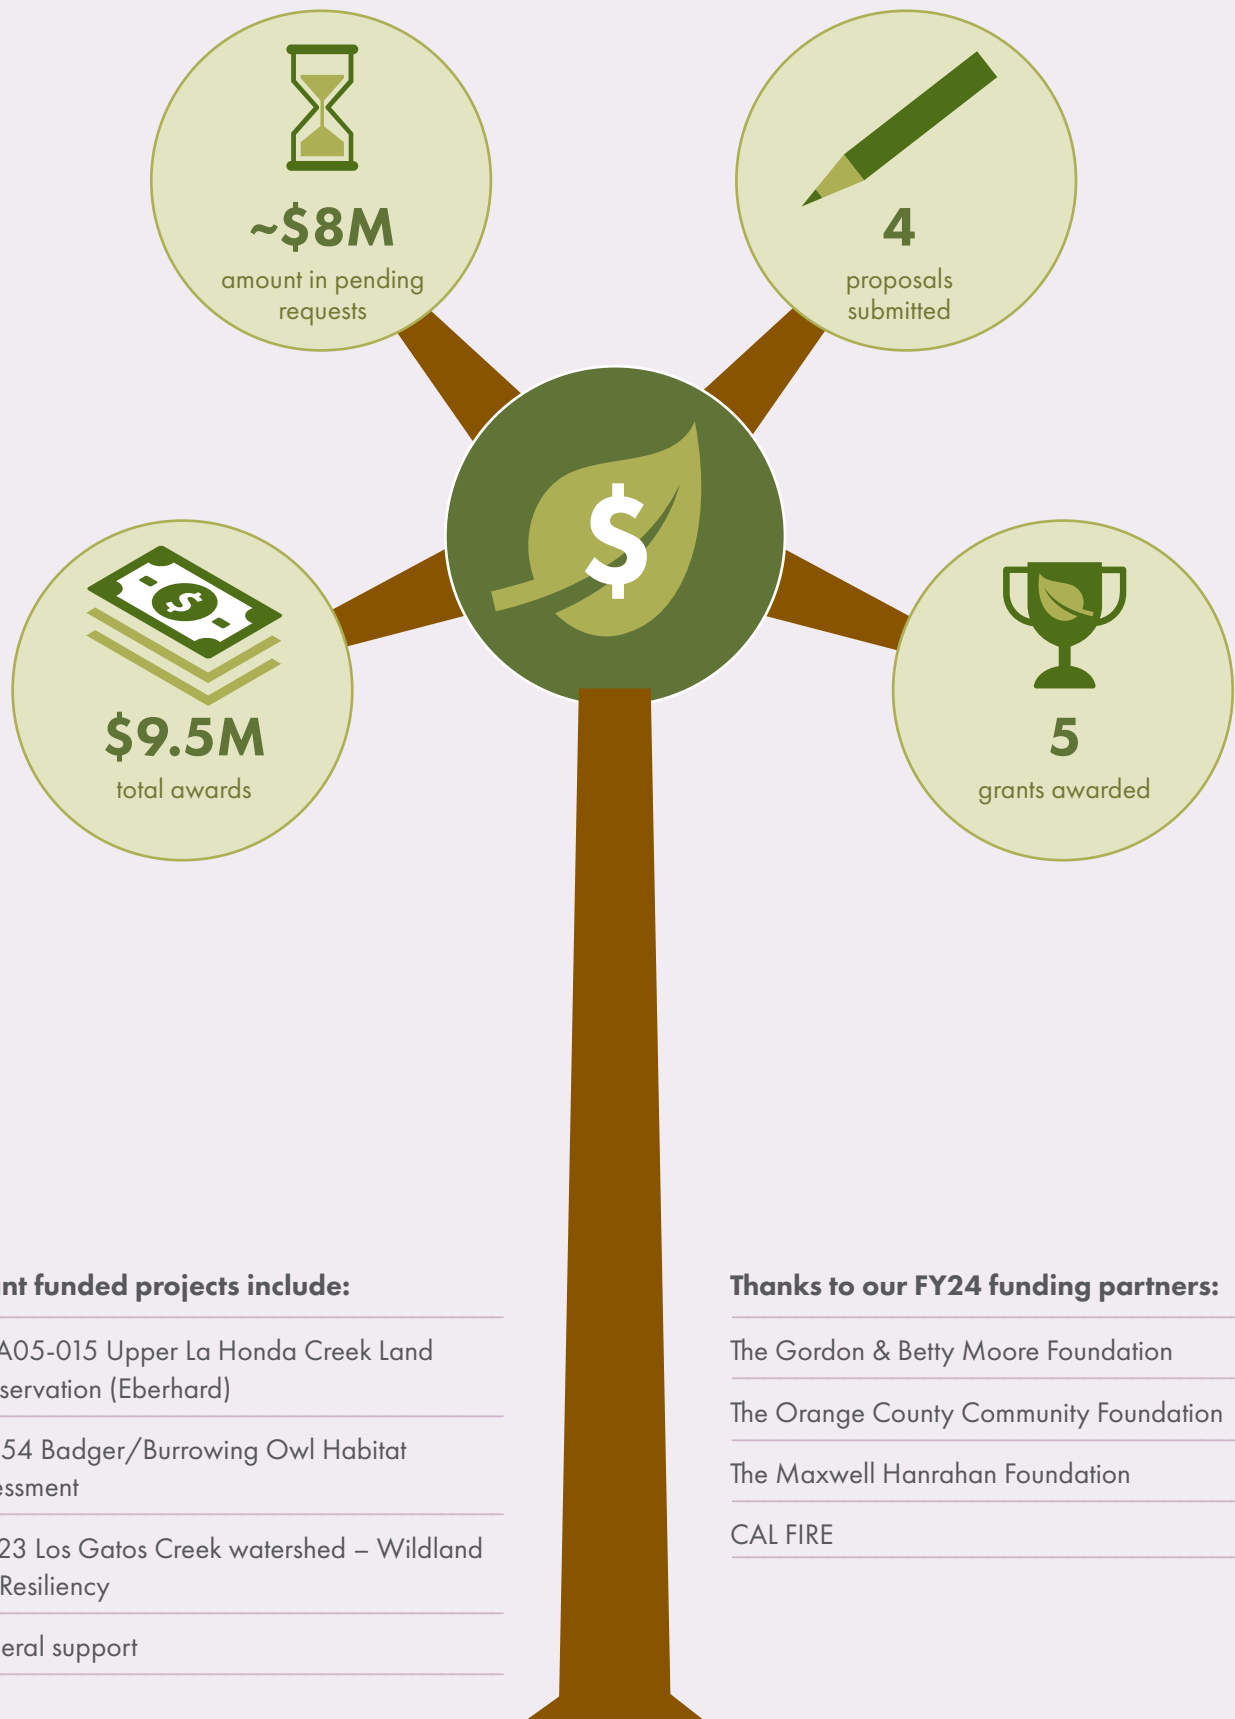 ~$8M
amount in pending
requests
4
proposals
submitted
$
$
$9.5M
total awards
5
grants awarded
nt funded projects include:
A05-015 Upper La Honda Creek Land
servation (Eberhard)
54 Badger/Burrowing Owl Habitat
essment
23 Los Gatos Creek watershed – Wildland
Resiliency
eral support
Thanks to our FY24 funding partners:
The Gordon & Betty Moore Foundation
The Orange County Community Foundation
The Maxwell Hanrahan Foundation
CAL FIRE